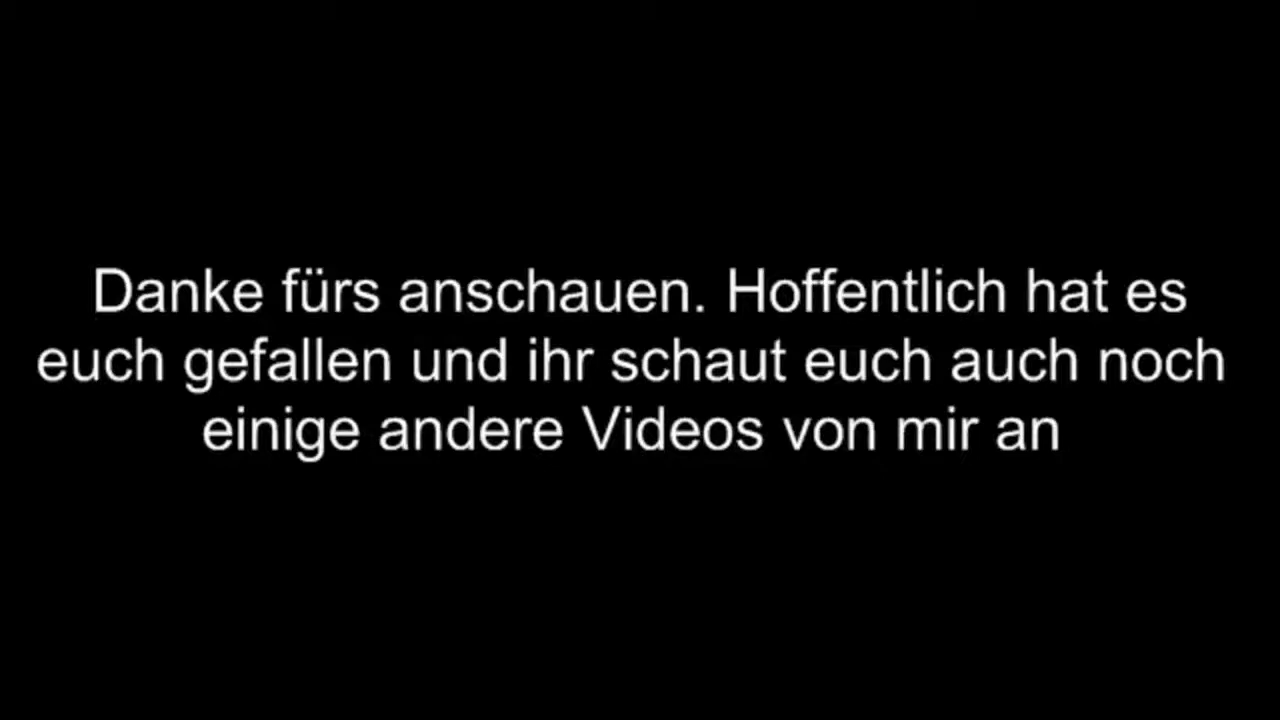 Danke fürs anschauen. Hoffentlich hat es
euch gefallen und ihr schaut euch auch noch
einige andere Videos von mir an